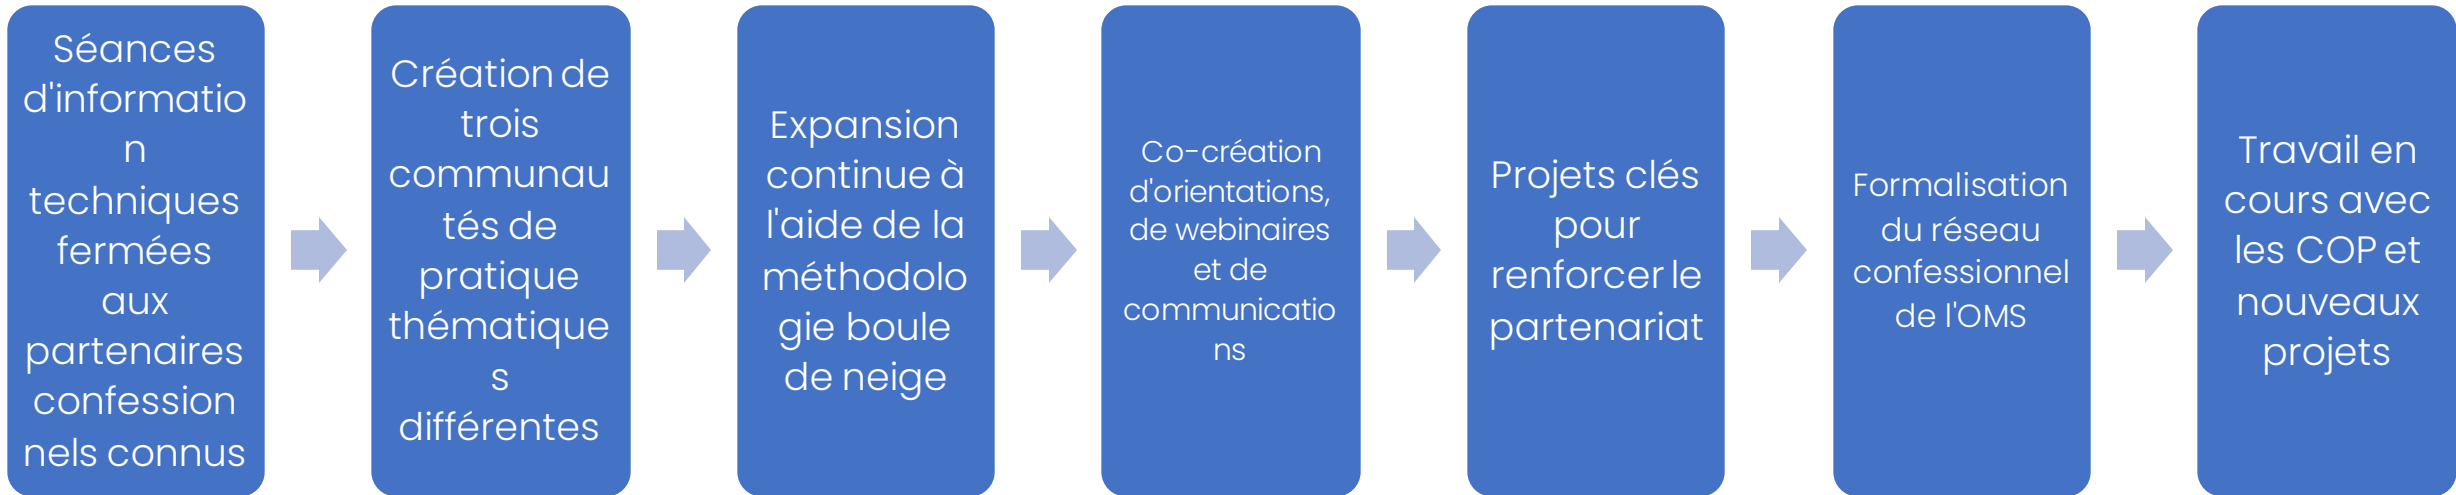 Séances
d'informatio
n
techniques
fermées
aux
partenaires
confession
nels connus
Création de
trois
communau
tés de
pratique
thématique
s
différentes
Expansion
continue à
l'aide de la
méthodolo
gie boule
de neige
Co-création
d'orientations,
de webinaires
et de
communicatio
ns
Projets clés
pour
renforcer le
partenariat
Formalisation
du réseau
confessionnel
de l'OMS
Travail en
cours avec
les COP et
nouveaux
projets